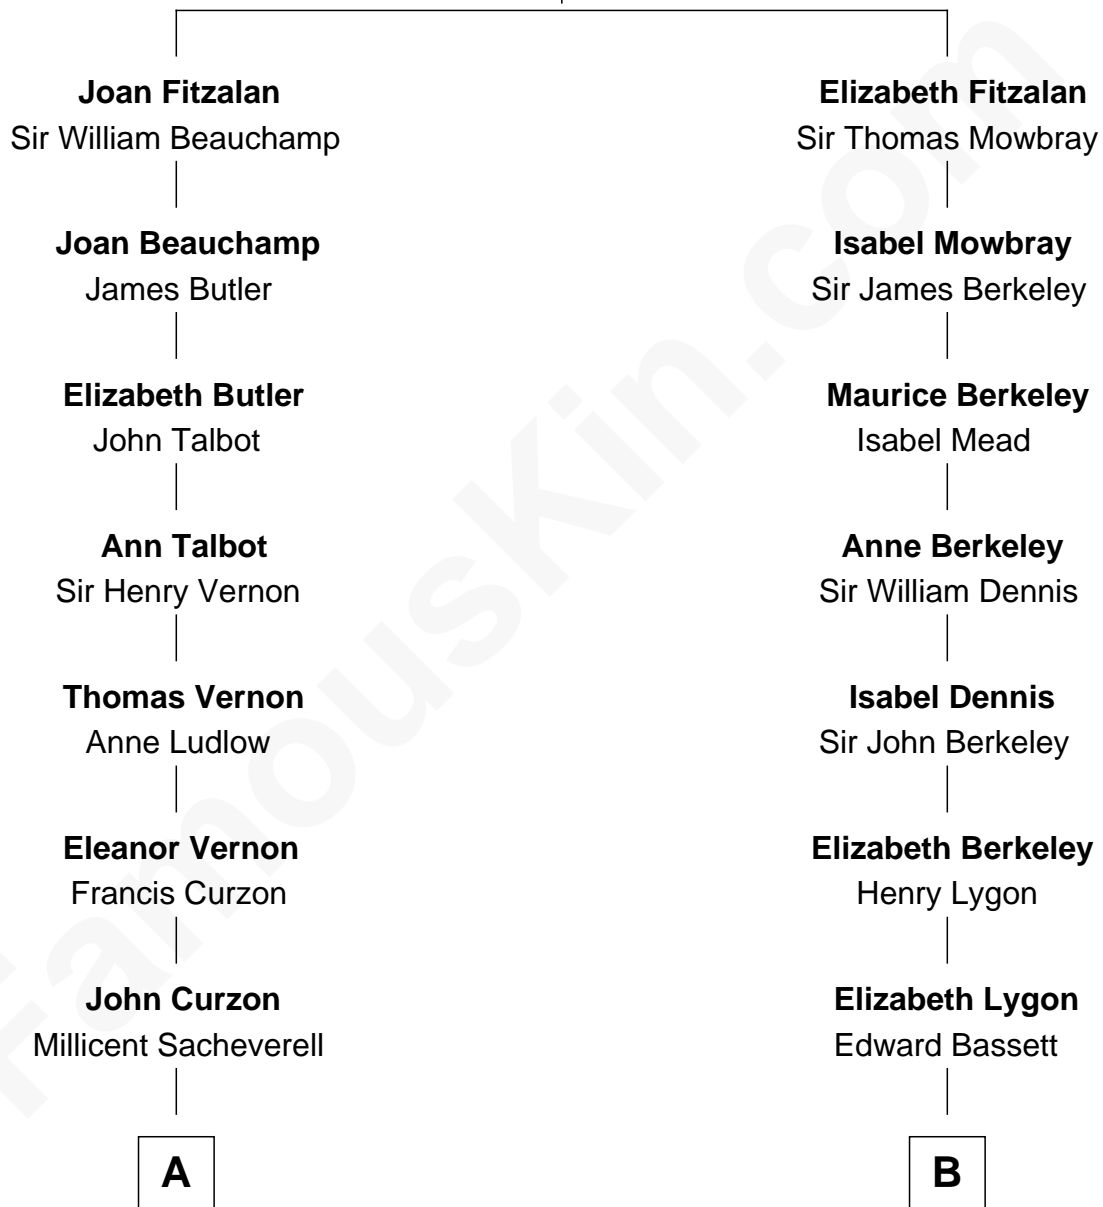 Joan Fitzalan
Sir William Beauchamp
Joan Beauchamp
James Butler
Elizabeth Butler
John Talbot
Ann Talbot
Sir Henry Vernon
Thomas Vernon
Anne Ludlow
Eleanor Vernon
Francis Curzon
John Curzon
Millicent Sacheverell
A
Elizabeth Fitzalan
Sir Thomas Mowbray
Isabel Mowbray
Sir James Berkeley
Maurice Berkeley
Isabel Mead
Anne Berkeley
Sir William Dennis
Isabel Dennis
Sir John Berkeley
Elizabeth Berkeley
Henry Lygon
Elizabeth Lygon
Edward Bassett
B
FamousKin.com